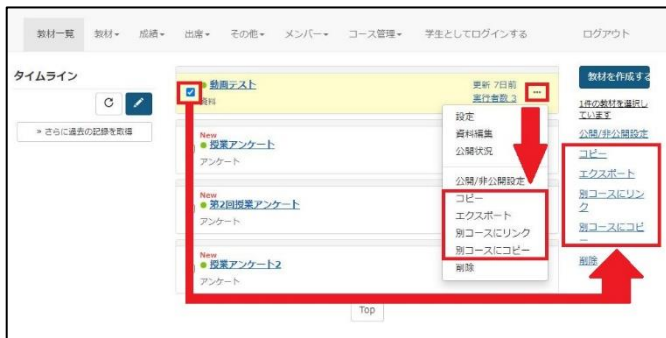 教材一覧 教材▾ 成績▾ 出席▾ その他▾ メンバー▾ コース管理▾ 学生としてログインする ログアウト
タイムライン
» さらに過去の記録を取得
動画テスト
資料
更新 7日前
実行者数 3
New
授業アンケート
アンケート
New
第2回授業アンケート
アンケート
New
授業アンケート2
アンケート
Top
設定
資料編集
公開状況
公開/非公開設定
コピー
エクスポート
別コースにリンク
別コースにコピー
削除
教材を作成する
1件の教材を選択し
ています
公開/非公開設定
コピー
エクスポート
別コースにリン
ク
別コースにコピ
ー
削除